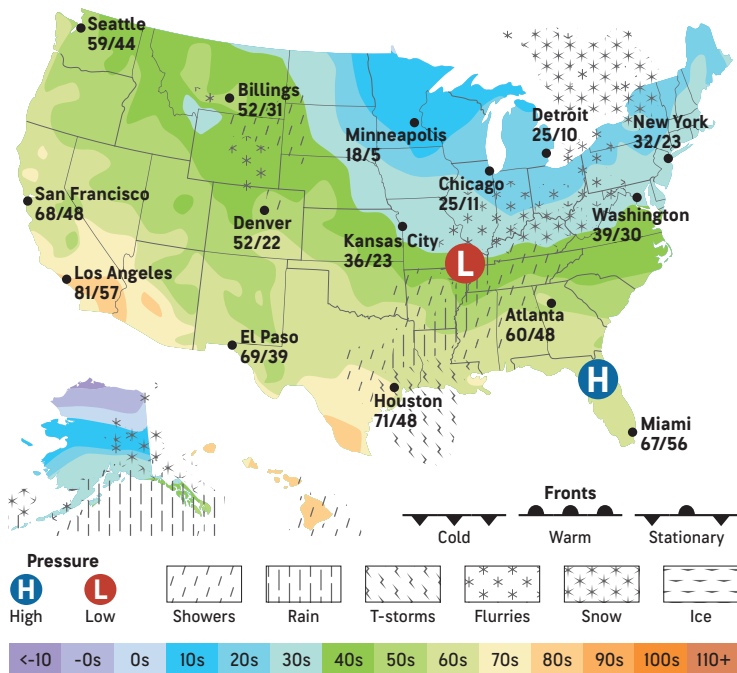 Seattle
59/44
Billings
52/31
Minneapolis
18/5
Detroit
25/10
New York
32/23
Chicago
25/11
San Francisco
68/48
Denver
52/22
Kansas City
36/23
Washington
39/30
L
Los Angeles
81/57
Atlanta
60/48
El Paso
69/39
H
Houston
71/48
Miami
67/56
Fronts
Cold
Warm
Stationary
Pressure
H
L
High
Low
Showers
Rain
T-storms
Flurries
Snow
Ice
<-10 -0s 0s 10s 20s 30s 40s 50s 60s 70s 80s 90s 100s 110+